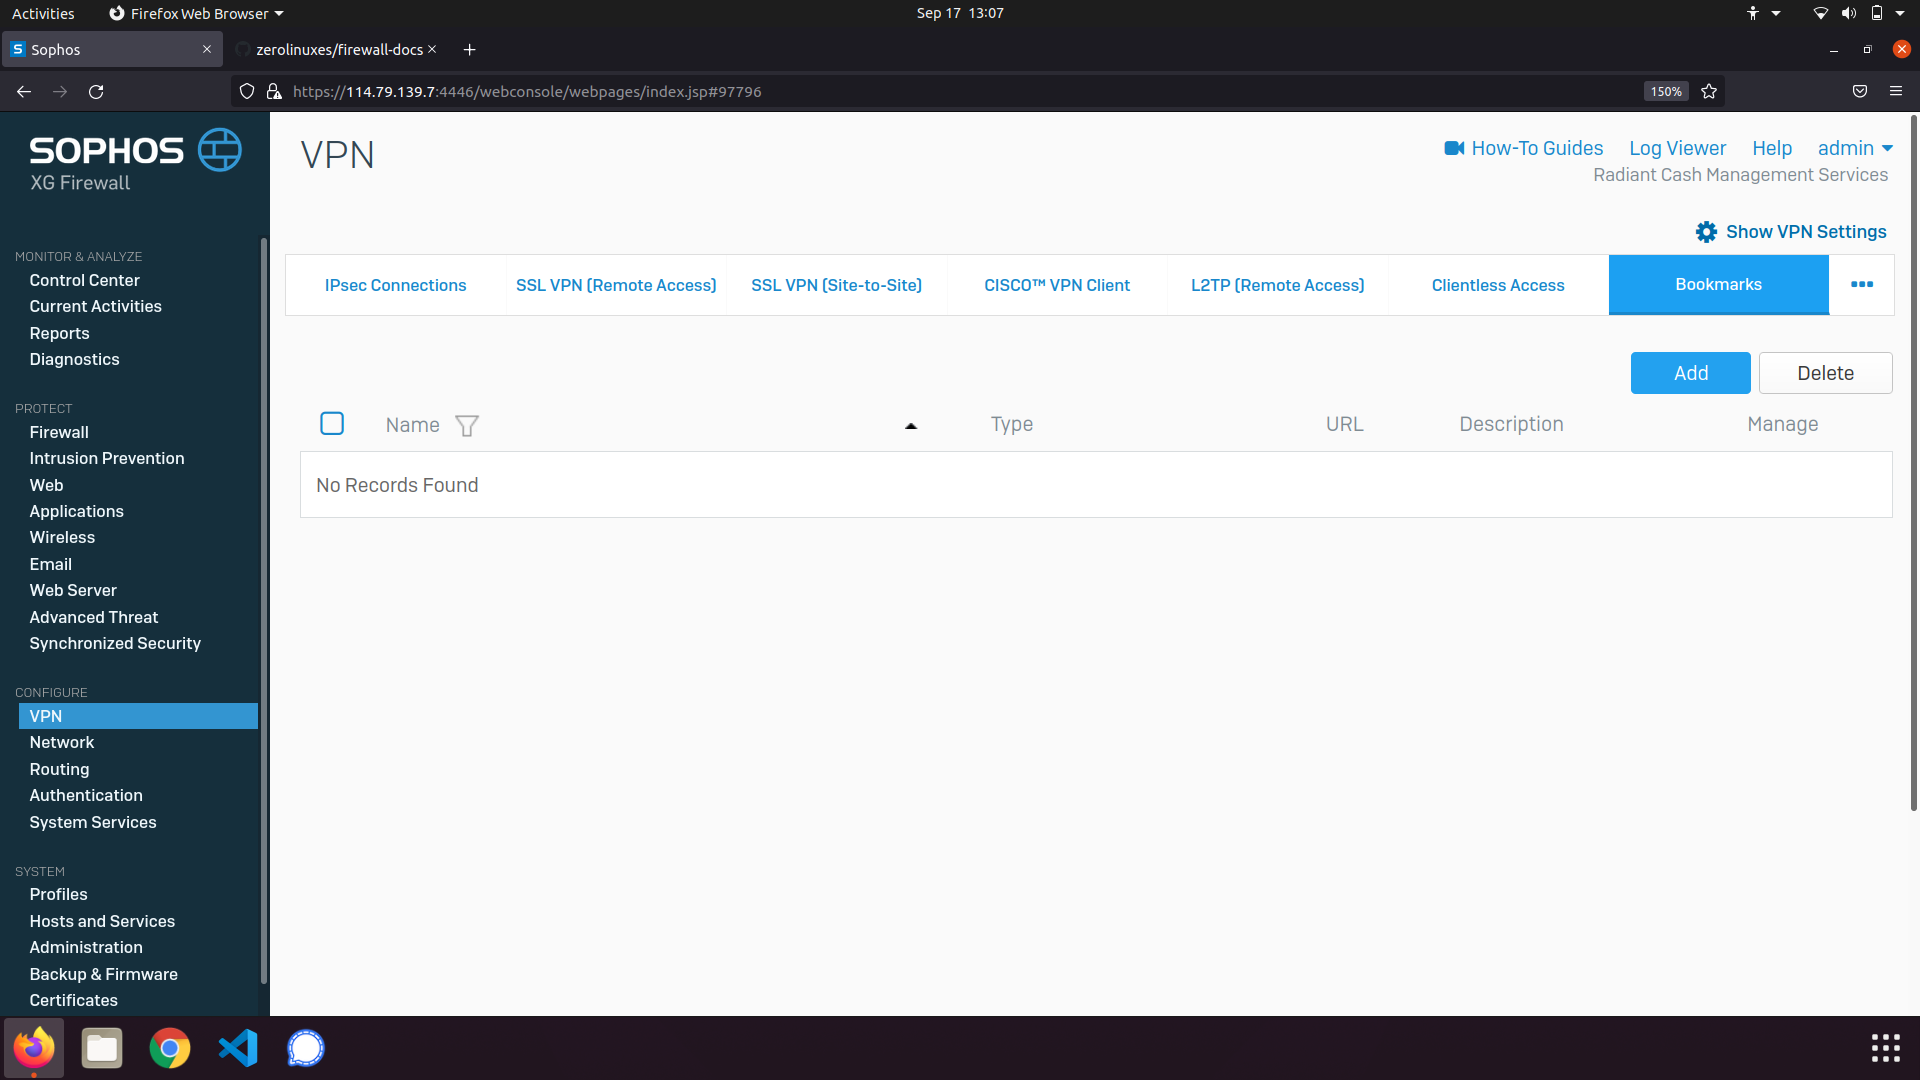 Activities
Firefox Web Browser
Sep 17 13:07
Sophos
zerolinuxes/firewall-docs
https://114.79.139.7:4446/webconsole/webpages/index.jsp#97796
150%
SOPHOS
XG Firewall
VPN
How-To Guides
Log Viewer
Help
admin
Radiant Cash Management Services
Show VPN Settings
IPsec Connections
SSL VPN (Remote Access)
SSL VPN (Site-to-Site)
CISCO™ VPN Client
L2TP (Remote Access)
Clientless Access
Bookmarks
Add
Delete
Name
Type
URL
Description
Manage
No Records Found
MONITOR & ANALYZE
Control Center
Current Activities
Reports
Diagnostics
PROTECT
Firewall
Intrusion Prevention
Web
Applications
Wireless
Email
Web Server
Advanced Threat
Synchronized Security
CONFIGURE
VPN
Network
Routing
Authentication
System Services
SYSTEM
Profiles
Hosts and Services
Administration
Backup & Firmware
Certificates